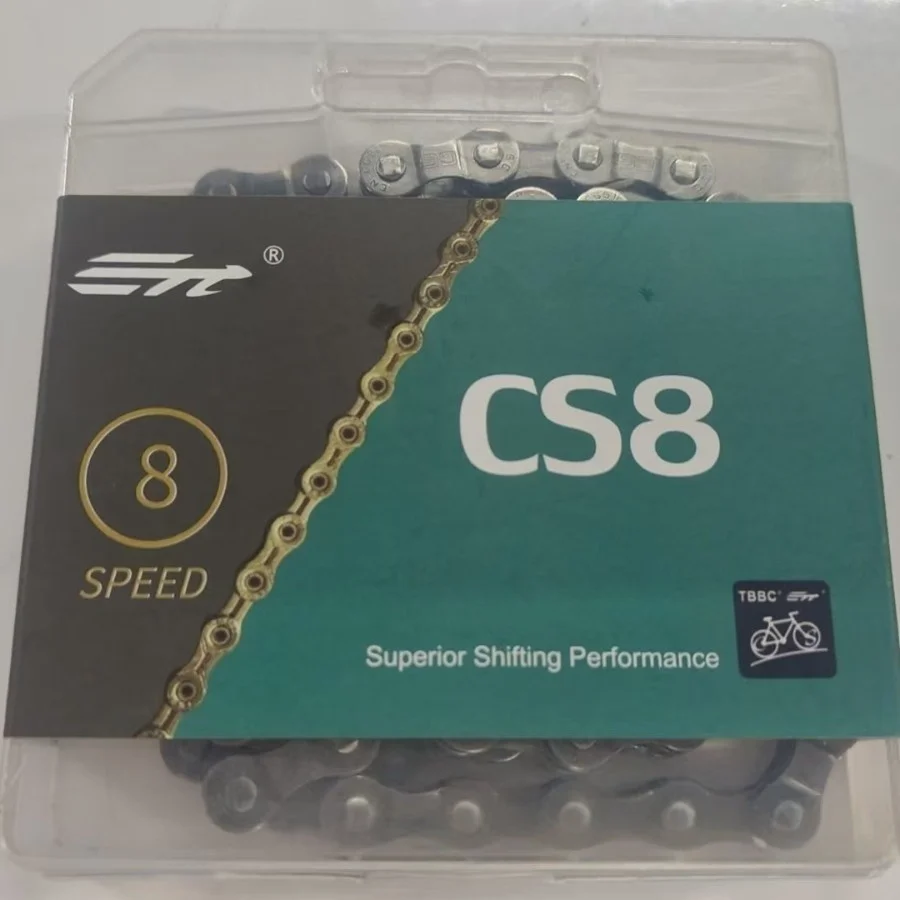 ®
CS8
8
SPEED
Superior Shifting Performance
TBBC